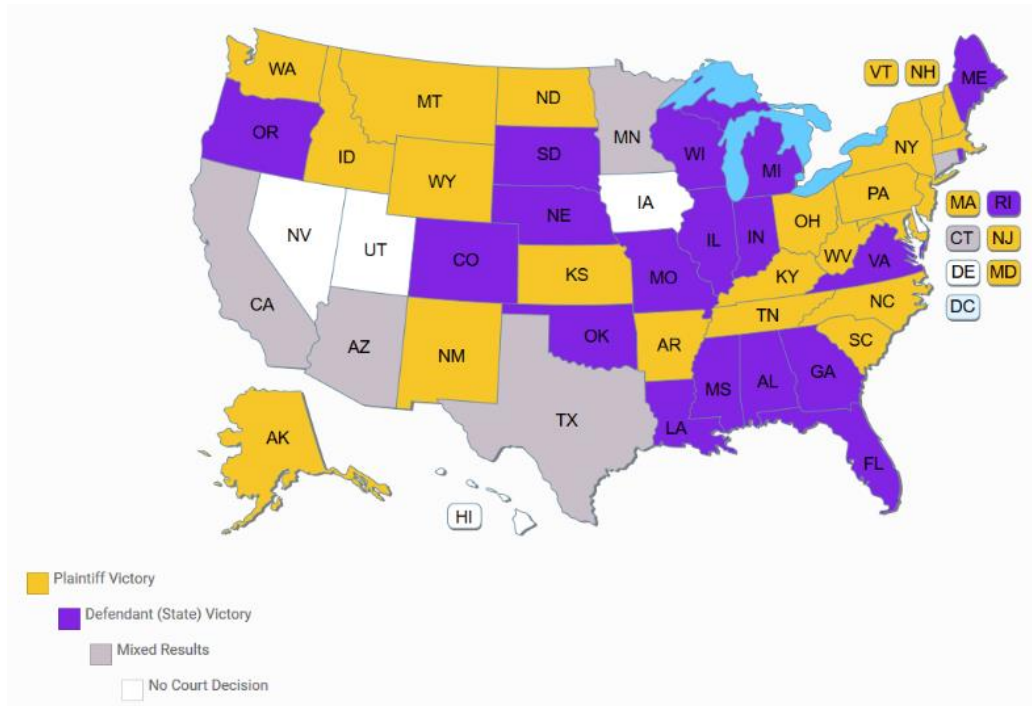 WA
MT
ND
MN
VT
NH
ME
OR
ID
WY
SD
WI
MI
NY
NE
IA
PA
MA
RI
NV
UT
CO
IL
IN
OH
WV
CT
NJ
CA
KS
MO
KY
VA
DE
MD
AZ
NM
OK
AR
TN
NC
DC
SC
TX
LA
MS
AL
GA
AK
FL
HI
Plaintiff Victory
Defendant (State) Victory
Mixed Results
No Court Decision